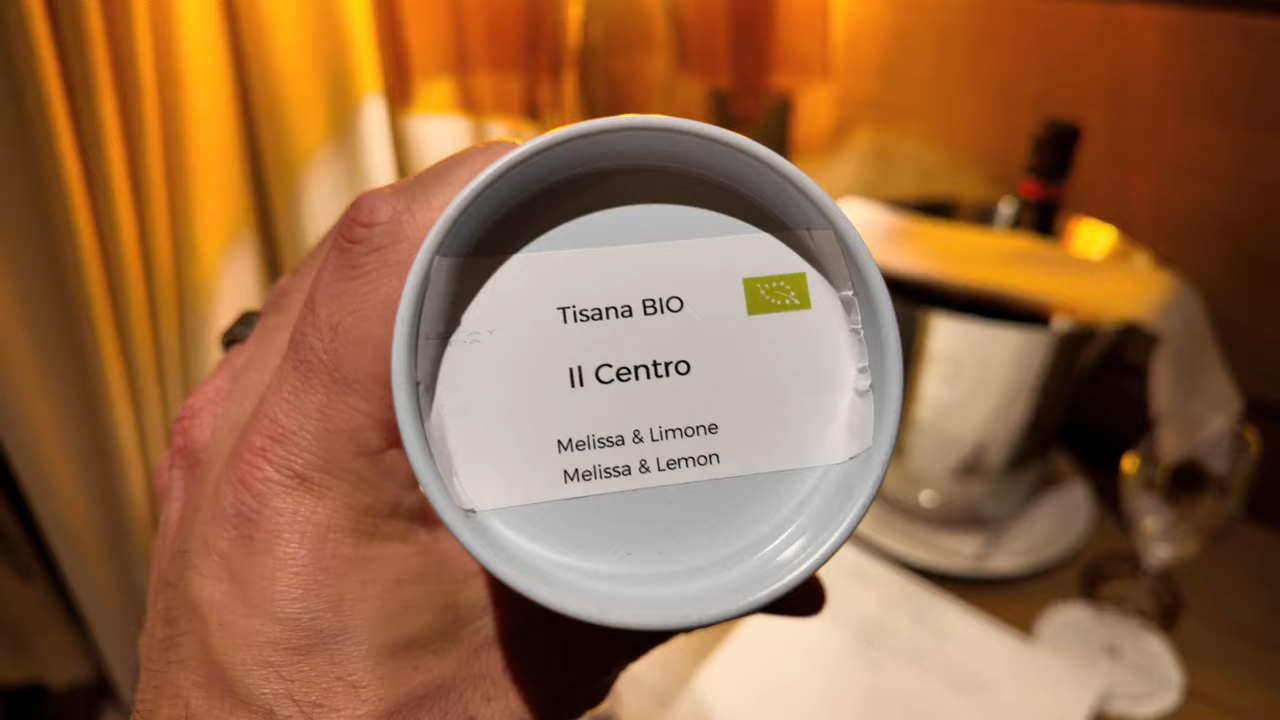 Tisana BIO
Il Centro
Melissa & Limone
Melissa & Lemon